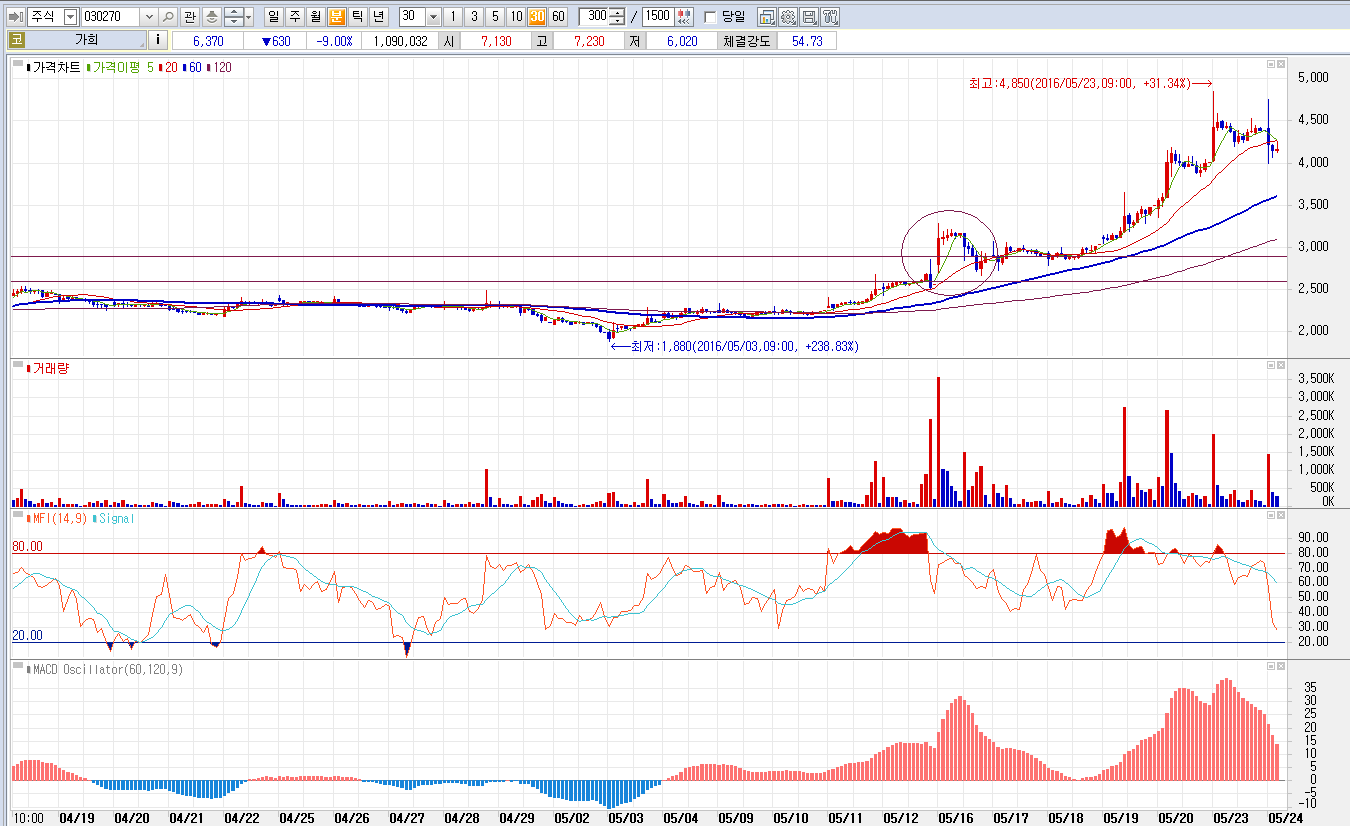 주식 030270 관 일 주 월 분 틱 년 30 1 3 5 10 30 60 300 / 1500 당일
코 가희 i 6,370 ▼630 -9.00% 1,090,032 시 7,130 고 7,230 저 6,020 체결강도 54.73
가격차트 가격이평 5 20 60 120
최고:4,850(2016/05/23,09:00, +31.34%)
5,000
4,500
4,000
3,500
3,000
2,500
2,000
최저:1,880(2016/05/03,09:00, +238.83%)
거래량
3,500K
3,000K
2,500K
2,000K
1,500K
1,000K
500K
0K
MFI(14,9) Signal
80.00
20.00
90.00
80.00
70.00
60.00
50.00
40.00
30.00
20.00
MACD Oscillator(60,120,9)
35
30
25
20
15
10
5
0
-5
-10
10:00 04/19 04/20 04/21 04/22 04/25 04/26 04/27 04/28 04/29 05/02 05/03 05/04 05/09 05/10 05/11 05/12 05/16 05/17 05/18 05/19 05/20 05/23 05/24